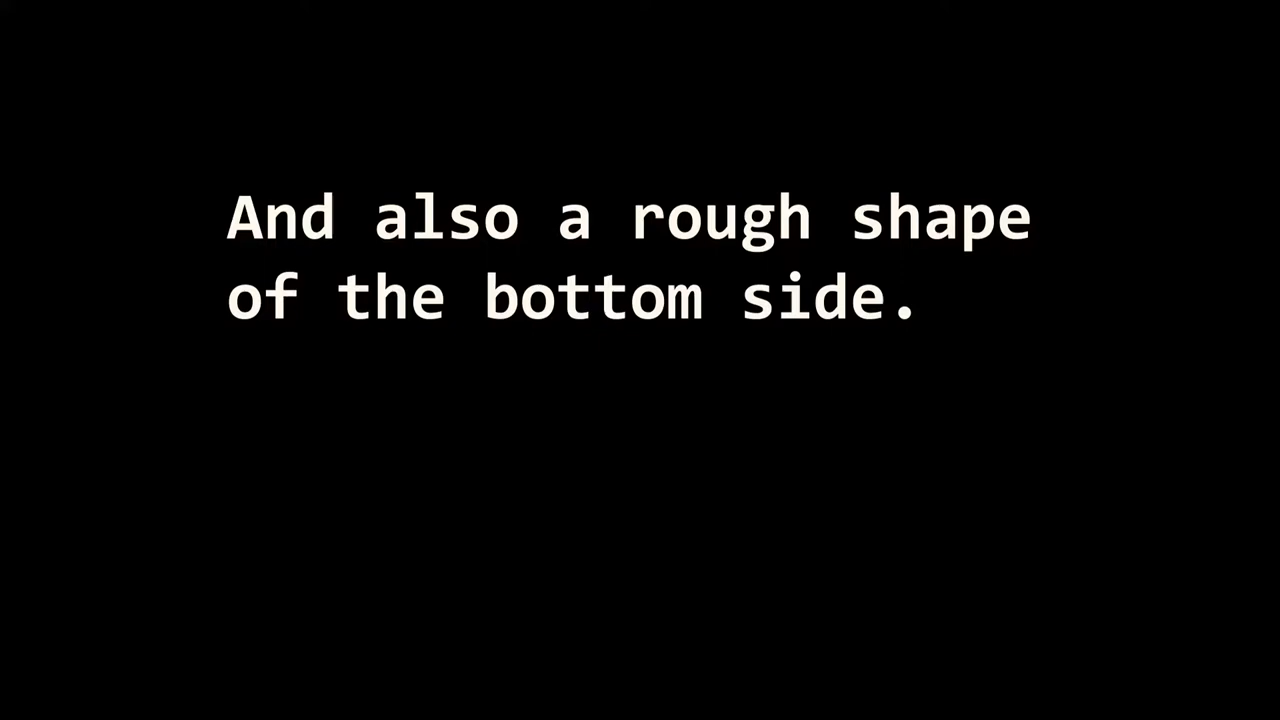 And also a rough shape
of the bottom side.